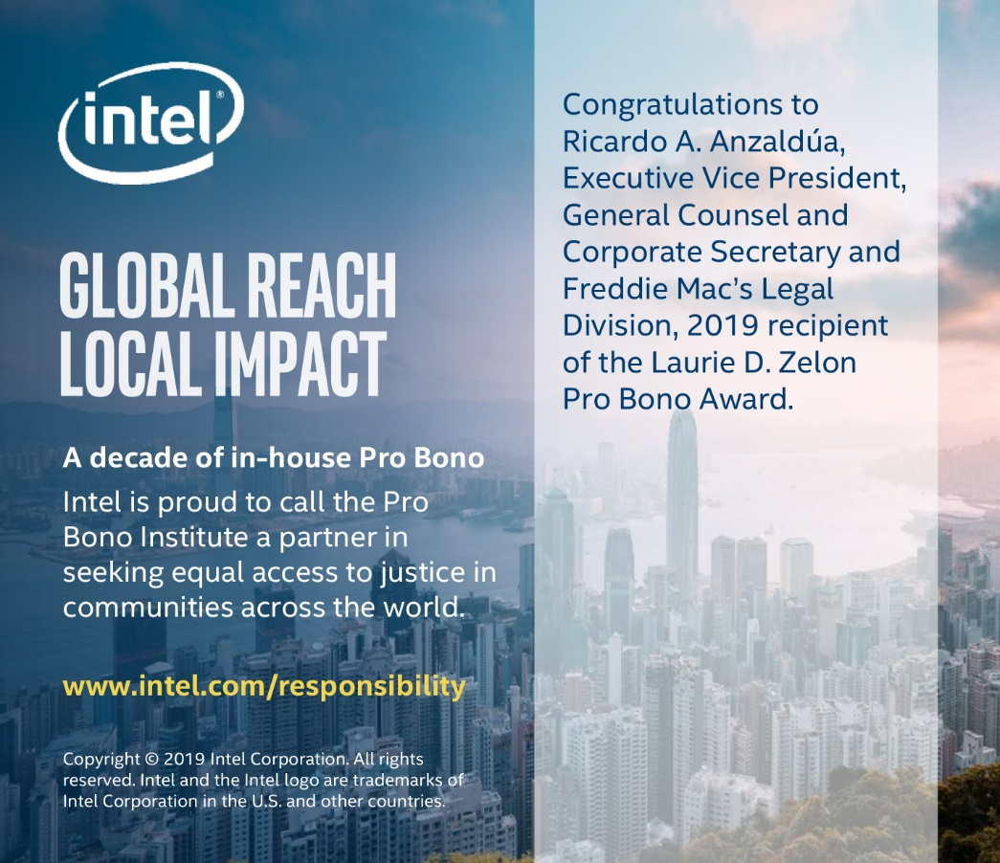 intel®
GLOBAL REACH
LOCAL IMPACT
A decade of in-house Pro Bono
Intel is proud to call the Pro
Bono Institute a partner in
seeking equal access to justice in
communities across the world.
www.intel.com/responsibility
Copyright © 2019 Intel Corporation. All rights
reserved. Intel and the Intel logo are trademarks of
Intel Corporation in the U.S. and other countries.
Congratulations to
Ricardo A. Anzaldúa,
Executive Vice President,
General Counsel and
Corporate Secretary and
Freddie Mac’s Legal
Division, 2019 recipient
of the Laurie D. Zelon
Pro Bono Award.